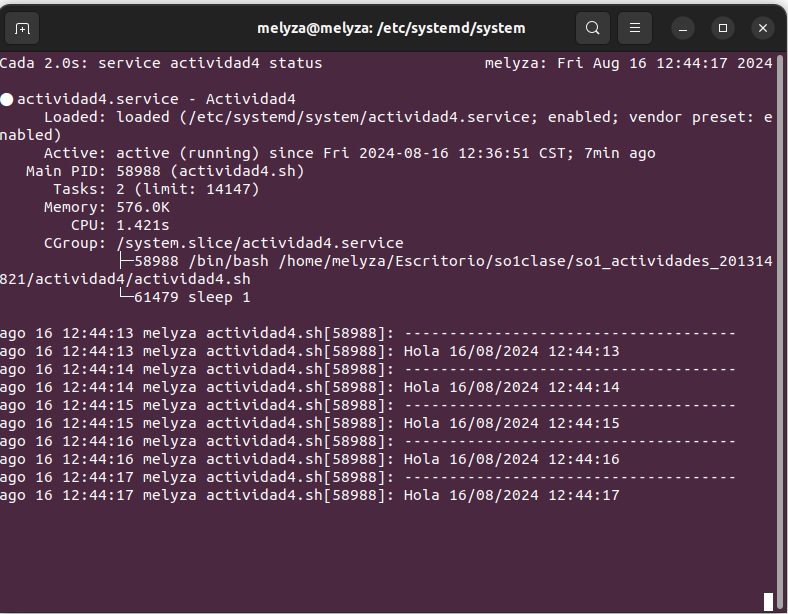 melyza@melyza: /etc/systemd/system
Cada 2.0s: service actividad4 status                  melyza: Fri Aug 16 12:44:17 2024
actividad4.service - Actividad4
     Loaded: loaded (/etc/systemd/system/actividad4.service; enabled; vendor preset: e
nabled)
     Active: active (running) since Fri 2024-08-16 12:36:51 CST; 7min ago
   Main PID: 58988 (actividad4.sh)
      Tasks: 2 (limit: 14147)
     Memory: 576.0K
        CPU: 1.421s
     CGroup: /system.slice/actividad4.service
             ├─58988 /bin/bash /home/melyza/Escritorio/so1clase/so1_actividades_201314
821/actividad4/actividad4.sh
             └─61479 sleep 1
ago 16 12:44:13 melyza actividad4.sh[58988]: -------------------------------------
ago 16 12:44:13 melyza actividad4.sh[58988]: Hola 16/08/2024 12:44:13
ago 16 12:44:14 melyza actividad4.sh[58988]: -------------------------------------
ago 16 12:44:14 melyza actividad4.sh[58988]: Hola 16/08/2024 12:44:14
ago 16 12:44:15 melyza actividad4.sh[58988]: -------------------------------------
ago 16 12:44:15 melyza actividad4.sh[58988]: Hola 16/08/2024 12:44:15
ago 16 12:44:16 melyza actividad4.sh[58988]: -------------------------------------
ago 16 12:44:16 melyza actividad4.sh[58988]: Hola 16/08/2024 12:44:16
ago 16 12:44:17 melyza actividad4.sh[58988]: -------------------------------------
ago 16 12:44:17 melyza actividad4.sh[58988]: Hola 16/08/2024 12:44:17